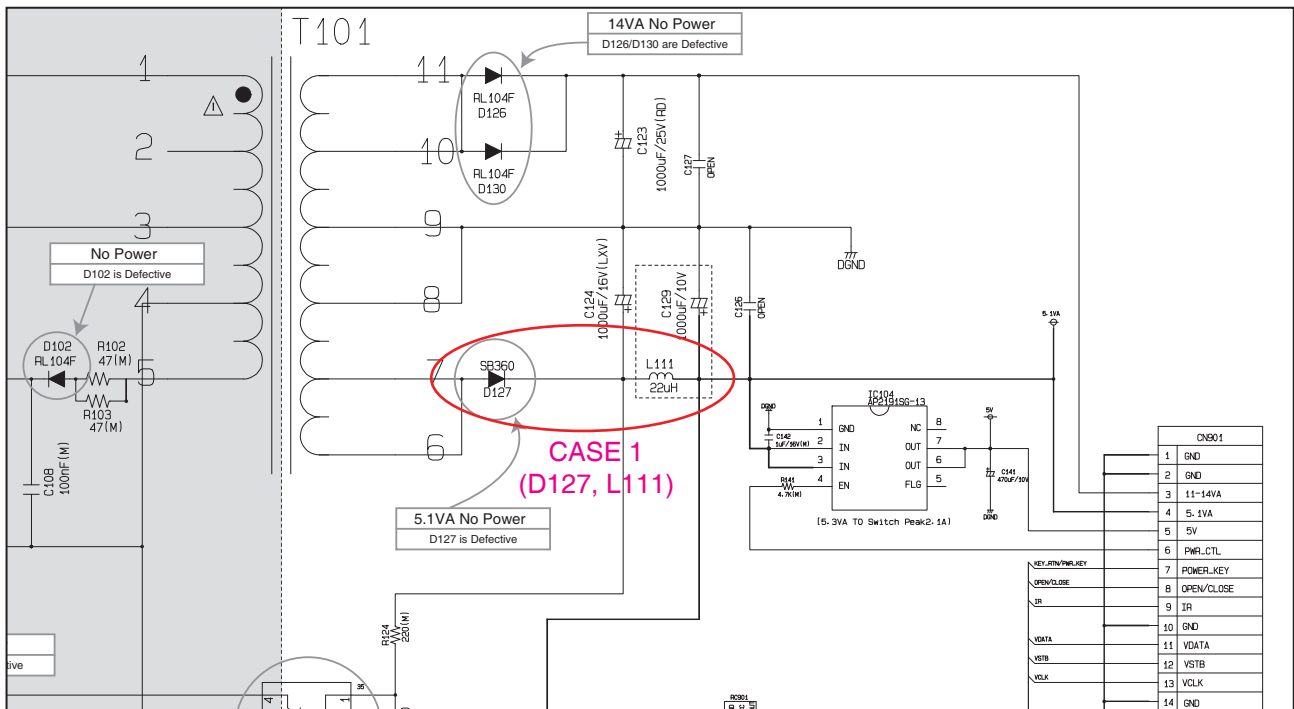 T101
14VA No Power
D126/D130 are Defective
1
2
3
4
5
11
10
9
8
7
6
RL104F
D126
RL104F
D130
C123
1000uF/25V(RD)
C127
OPEN
DGND
No Power
D102 is Defective
D102
RL104F
R102
47(M)
R103
47(M)
C108
100nF(M)
C124
1000uF/16V(LXV)
C129
1000uF/10V
C126
OPEN
L111
22uH
SB360
D127
CASE 1
(D127, L111)
5.1VA No Power
D127 is Defective
5.1VA
IC104
AP2191SG-13
DGND
C142
1uF/16V(M)
1 GND
2 IN
3 IN
4 EN
NC 8
OUT 7
OUT 6
FLG 5
R141
4.7K(M)
5V
C141
470uF/10V
DGND
(5.3VA TO Switch Peak2.1A)
CN901
1 GND
2 GND
3 11-14VA
4 5.1VA
5 5V
6 PWR_CTL
7 POWER_KEY
8 OPEN/CLOSE
9 IR
10 GND
11 VDATA
12 VSTB
13 VCLK
14 GND
KEY_RTN/PWR_KEY
OPEN/CLOSE
IR
VDATA
VSTB
VCLK
R124
220(M)
tive
4
1
35
RC901